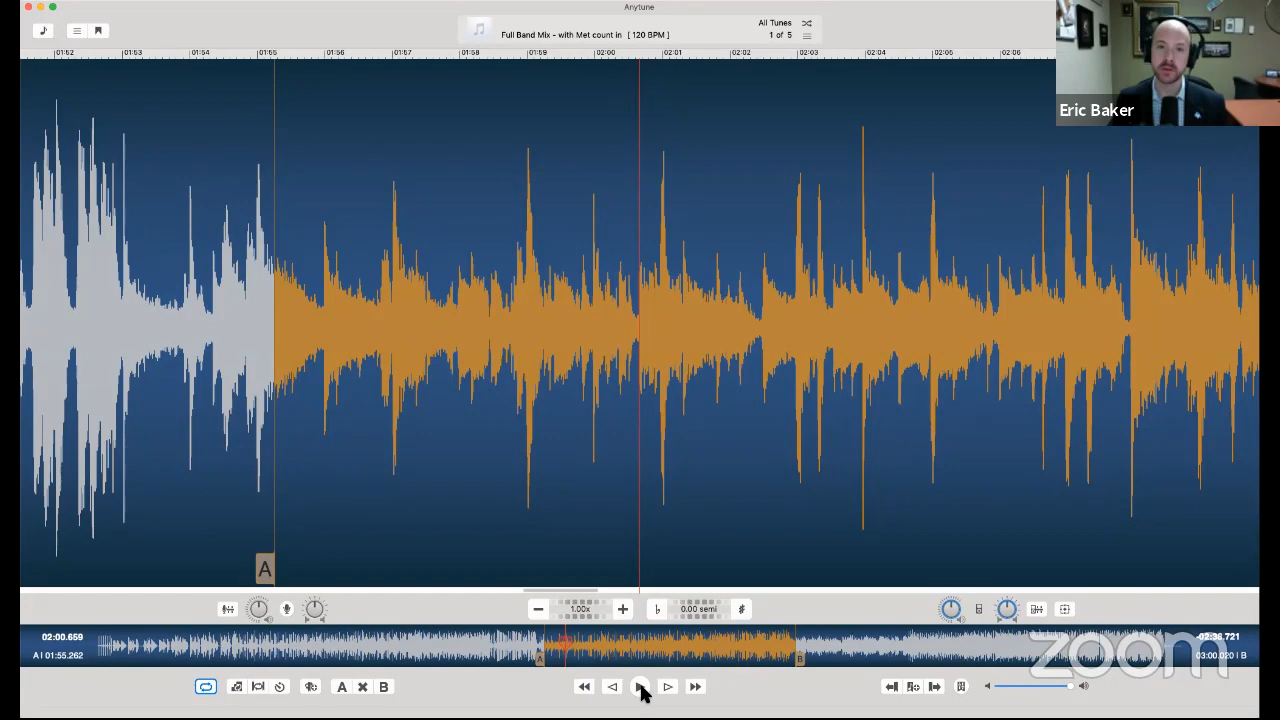 Anytune
All Tunes
Full Band Mix - with Met count in [ 120 BPM ]
1 of 5
01:52 01:53 01:54 01:55 01:56 01:57 01:58 01:59 02:00 02:01 02:02 02:03 02:04 02:05 02:06
Eric Baker
A
1.00x
0.00 semi
02:00.659
A | 01:55.262
A
B
03:00.020 | B
zoom
A B